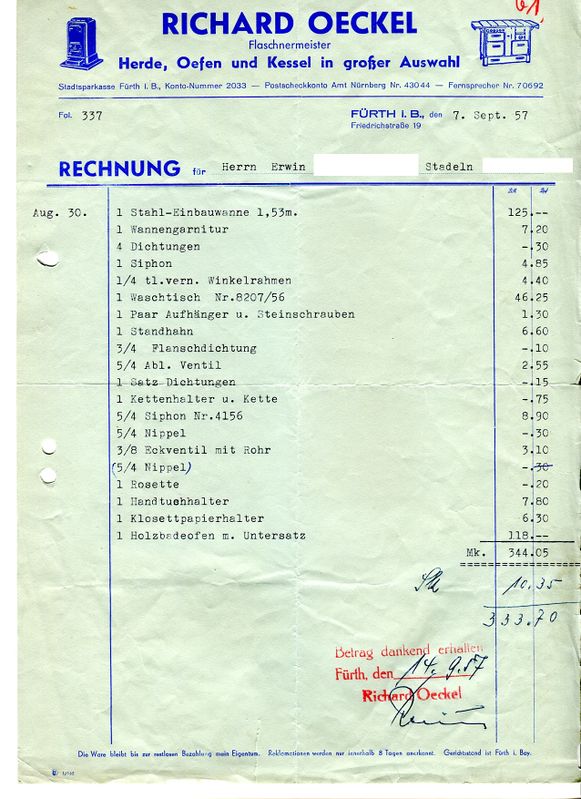 61,
RICHARD OECKEL
Flaschnermeister
Herde, Oefen und Kessel in großer Auswahl
Stadtsparkasse Fürth i. B., Konto-Nummer 2033 — Postscheckkonto Amt Nürnberg Nr. 43044 — Fernsprecher Nr. 70692
Fol. 337
FÜRTH I. B., den 7. Sept. 57
Friedrichstraße 19
RECHNUNG für Herrn Erwin Stadeln
Aug. 30. 1 Stahl-Einbauwanne 1,53m. 125.--
1 Wannengarnitur 7.20
4 Dichtungen -.30
1 Siphon 4.85
1/4 tl.vern. Winkelrahmen 4.40
1 Waschtisch Nr.8207/56 46.25
1 Paar Aufhänger u. Steinschrauben 1.30
1 Standhahn 6.60
3/4 Flanschdichtung -.10
5/4 Abl. Ventil 2.55
1 Satz Dichtungen -.15
1 Kettenhalter u. Kette -.75
5/4 Siphon Nr.4156 8.90
5/4 Nippel -.30
3/8 Eckventil mit Rohr 3.10
(5/4 Nippel) -.30
1 Rosette -.20
1 Handtuchhalter 7.80
1 Klosettpapierhalter 6.30
1 Holzbadeofen m. Untersatz 118.--
Mk. 344.05
10.35
333.70
Betrag dankend erhalten
Fürth, den 14. 9. 57
Richard Oeckel
Die Ware bleibt bis zur restlosen Bezahlung mein Eigentum. Reklamationen werden nur innerhalb 8 Tagen anerkannt. Gerichtsstand ist Fürth i. Bay.